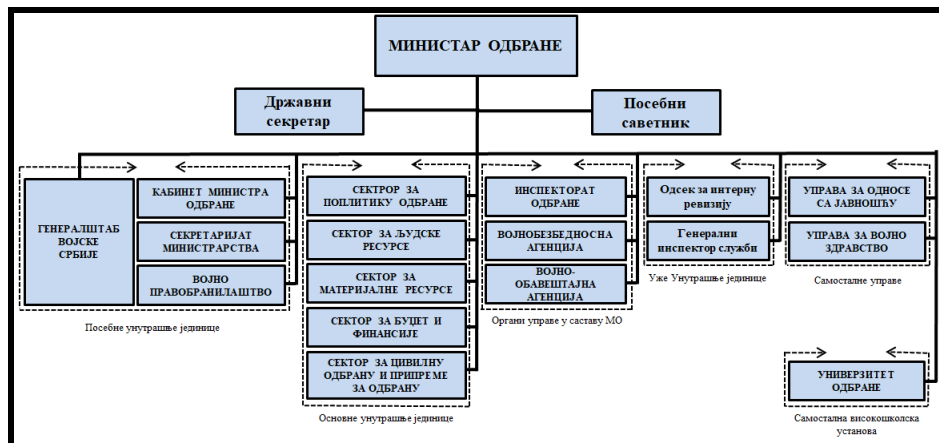 МИНИСТАР ОДБРАНЕ
Државни
секретар
Посебни
саветник
ГЕНЕРАЛШТАБ
ВОЈСКЕ
СРБИЈЕ
КАБИНЕТ МИНИСТРА
ОДБРАНЕ
СЕКРЕТАРИЈАТ
МИНИСТАРСТВА
ВОЈНО
ПРАВОБРАНИЛАШТВО
Посебне унутрашње јединице
СЕКТРОР ЗА
ПОПЛИТИКУ ОДБРАНЕ
СЕКТОР ЗА ЉУДСКЕ
РЕСУРСЕ
СЕКТОР ЗА
МАТЕРИЈАЛНЕ РЕСУРСЕ
СЕКТОР ЗА БУЏЕТ И
ФИНАНСИЈЕ
СЕКТОР ЗА ЦИВИЛНУ
ОДБРАНУ И ПРИПРЕМЕ
ЗА ОДБРАНУ
Основне унутрашње јединице
ИНСПЕКТОРАТ
ОДБРАНЕ
ВОЈНОБЕЗБЕДНОСНА
АГЕНЦИЈА
ВОЈНО-
ОБАВЕШТАЈНА
АГЕНЦИЈА
Органи управе у саставу МО
Одсек за интерну
ревизију
Генерални
инспектор служби
Уже Унутрашње јединице
УПРАВА ЗА ОДНОСЕ
СА ЈАВНОШЋУ
УПРАВА ЗА ВОЈНО
ЗДРАВСТВО
Самосталне управе
УНИВЕРЗИТЕТ
ОДБРАНЕ
Самостална високошколска
установа